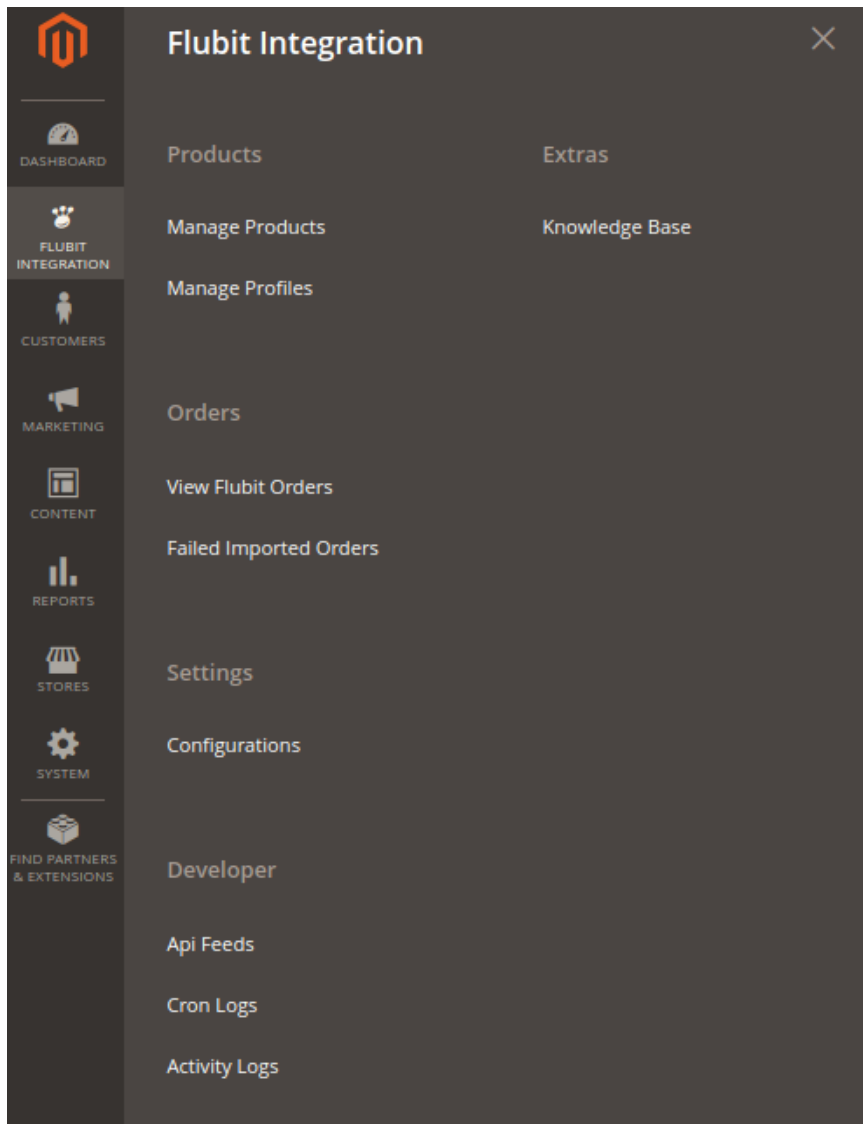 Flubit Integration
DASHBOARD
FLUBIT
INTEGRATION
CUSTOMERS
MARKETING
CONTENT
REPORTS
STORES
SYSTEM
FIND PARTNERS
& EXTENSIONS
Products
Manage Products
Manage Profiles
Orders
View Flubit Orders
Failed Imported Orders
Settings
Configurations
Developer
Api Feeds
Cron Logs
Activity Logs
Extras
Knowledge Base